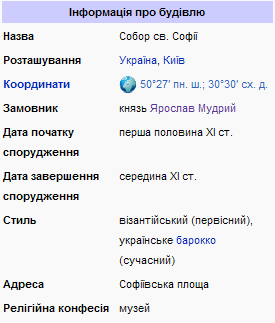 Інформація про будівлю
Назва Собор св. Софії
Розташування Україна, Київ
Координати 50°27' пн. ш.; 30°30' сх. д.
Замовник князь Ярослав Мудрий
Дата початку спорудження перша половина XI ст.
Дата завершення спорудження середина XI ст.
Стиль візантійський (первісний),
українське барокко
(сучасний)
Адреса Софіївська площа
Релігійна конфесія музей